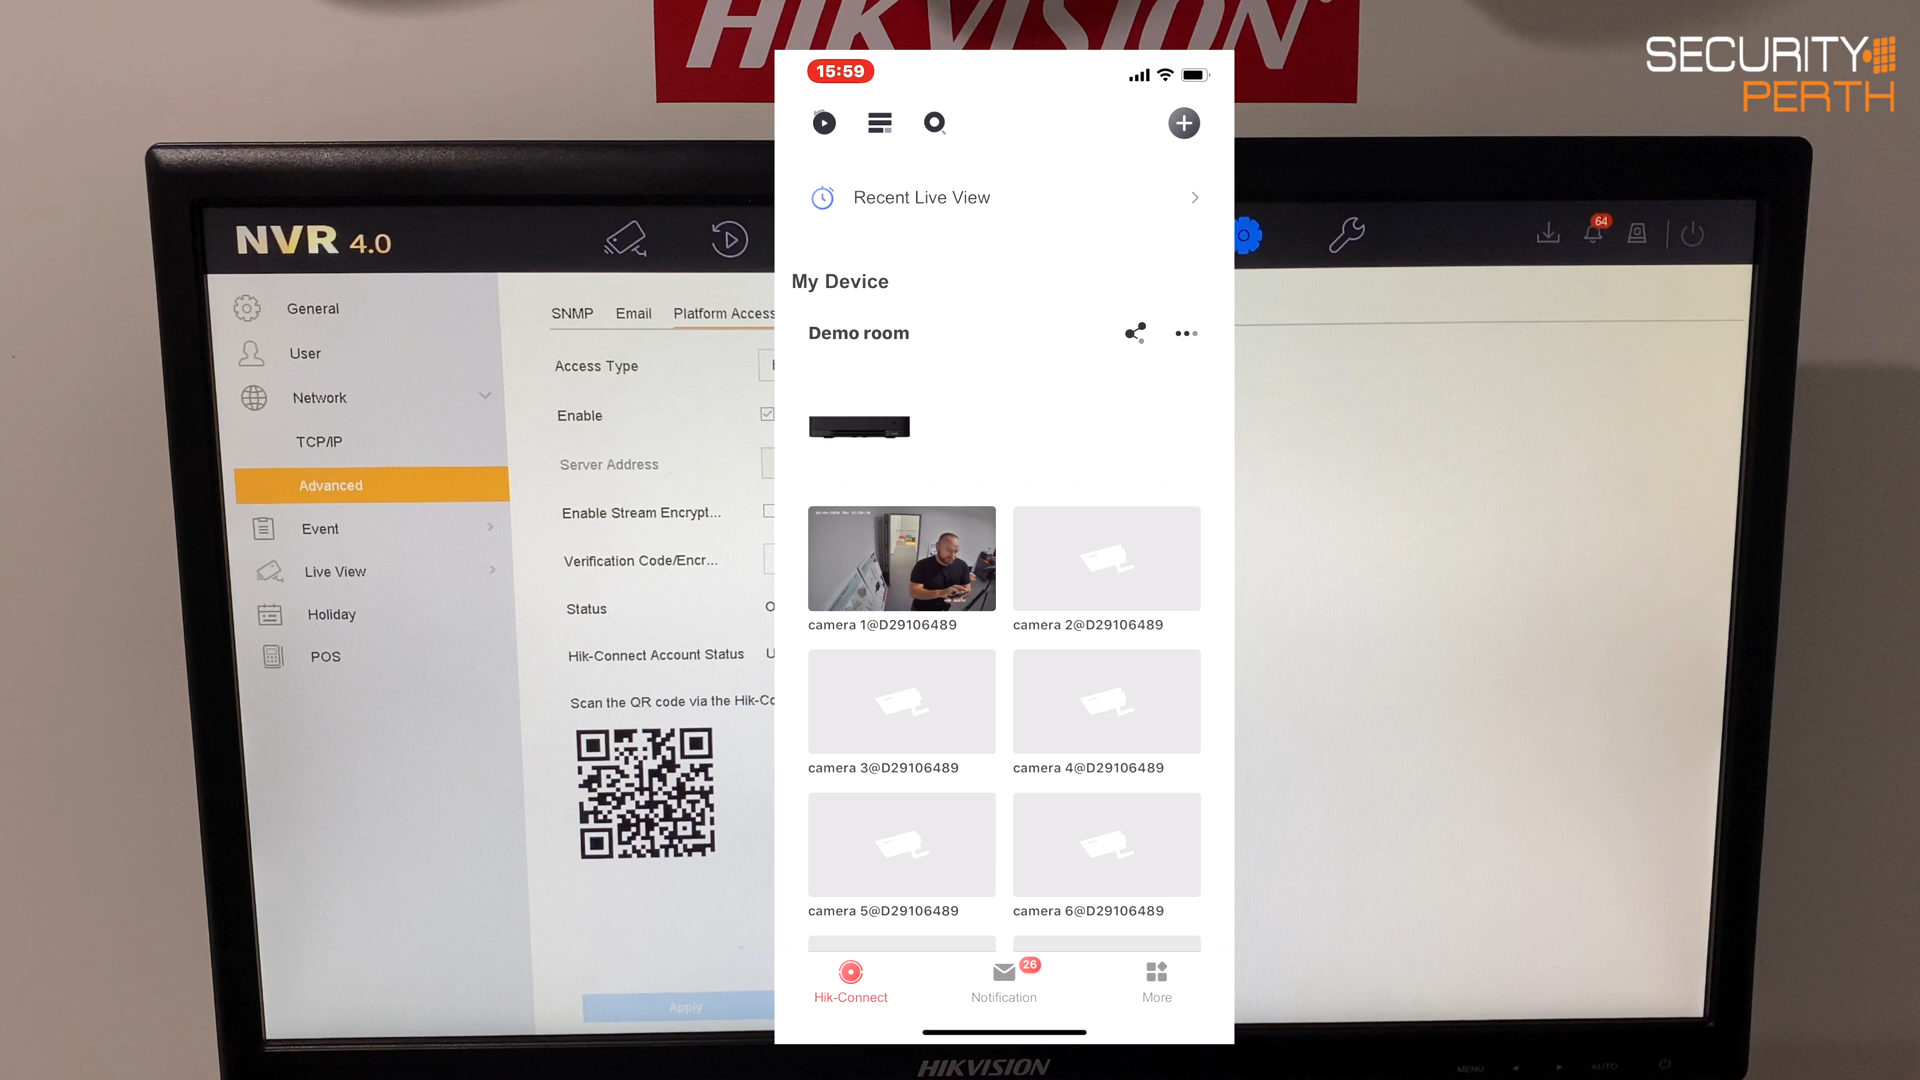 HIKVISION
SECURITY
PERTH
15:59
Recent Live View
My Device
Demo room
camera 1@D29106489
camera 2@D29106489
camera 3@D29106489
camera 4@D29106489
camera 5@D29106489
camera 6@D29106489
Hik-Connect
26
Notification
More
NVR 4.0
64
General
User
Network
TCP/IP
Advanced
Event
Live View
Holiday
POS
SNMP
Email
Platform Access
Access Type
Enable
Server Address
Enable Stream Encrypt...
Verification Code/Encr...
Status
Hik-Connect Account Status
Scan the QR code via the
Apply
HIKVISION
MENU
AUTO